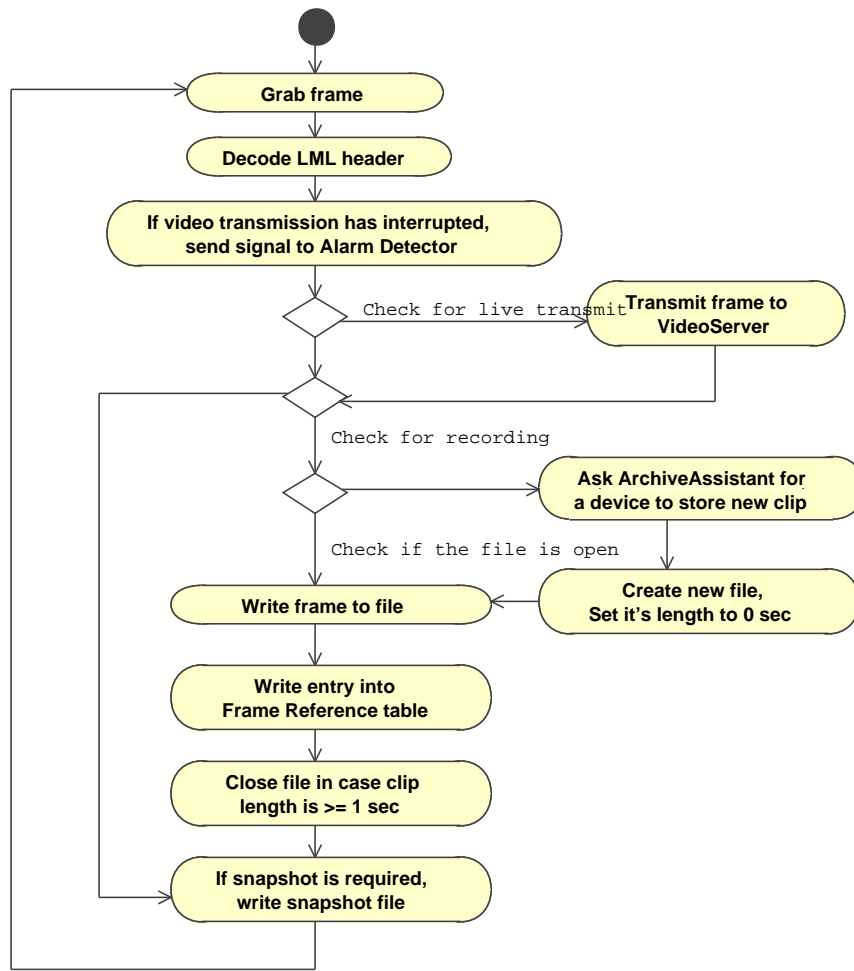 Grab frame
Decode LML header
If video transmission has interrupted,
send signal to Alarm Detector
Check for live transmit
Transmit frame to
VideoServer
Check for recording
Ask ArchiveAssistant for
a device to store new clip
Check if the file is open
Create new file,
Set it's length to 0 sec
Write frame to file
Write entry into
Frame Reference table
Close file in case clip
length is >= 1 sec
If snapshot is required,
write snapshot file